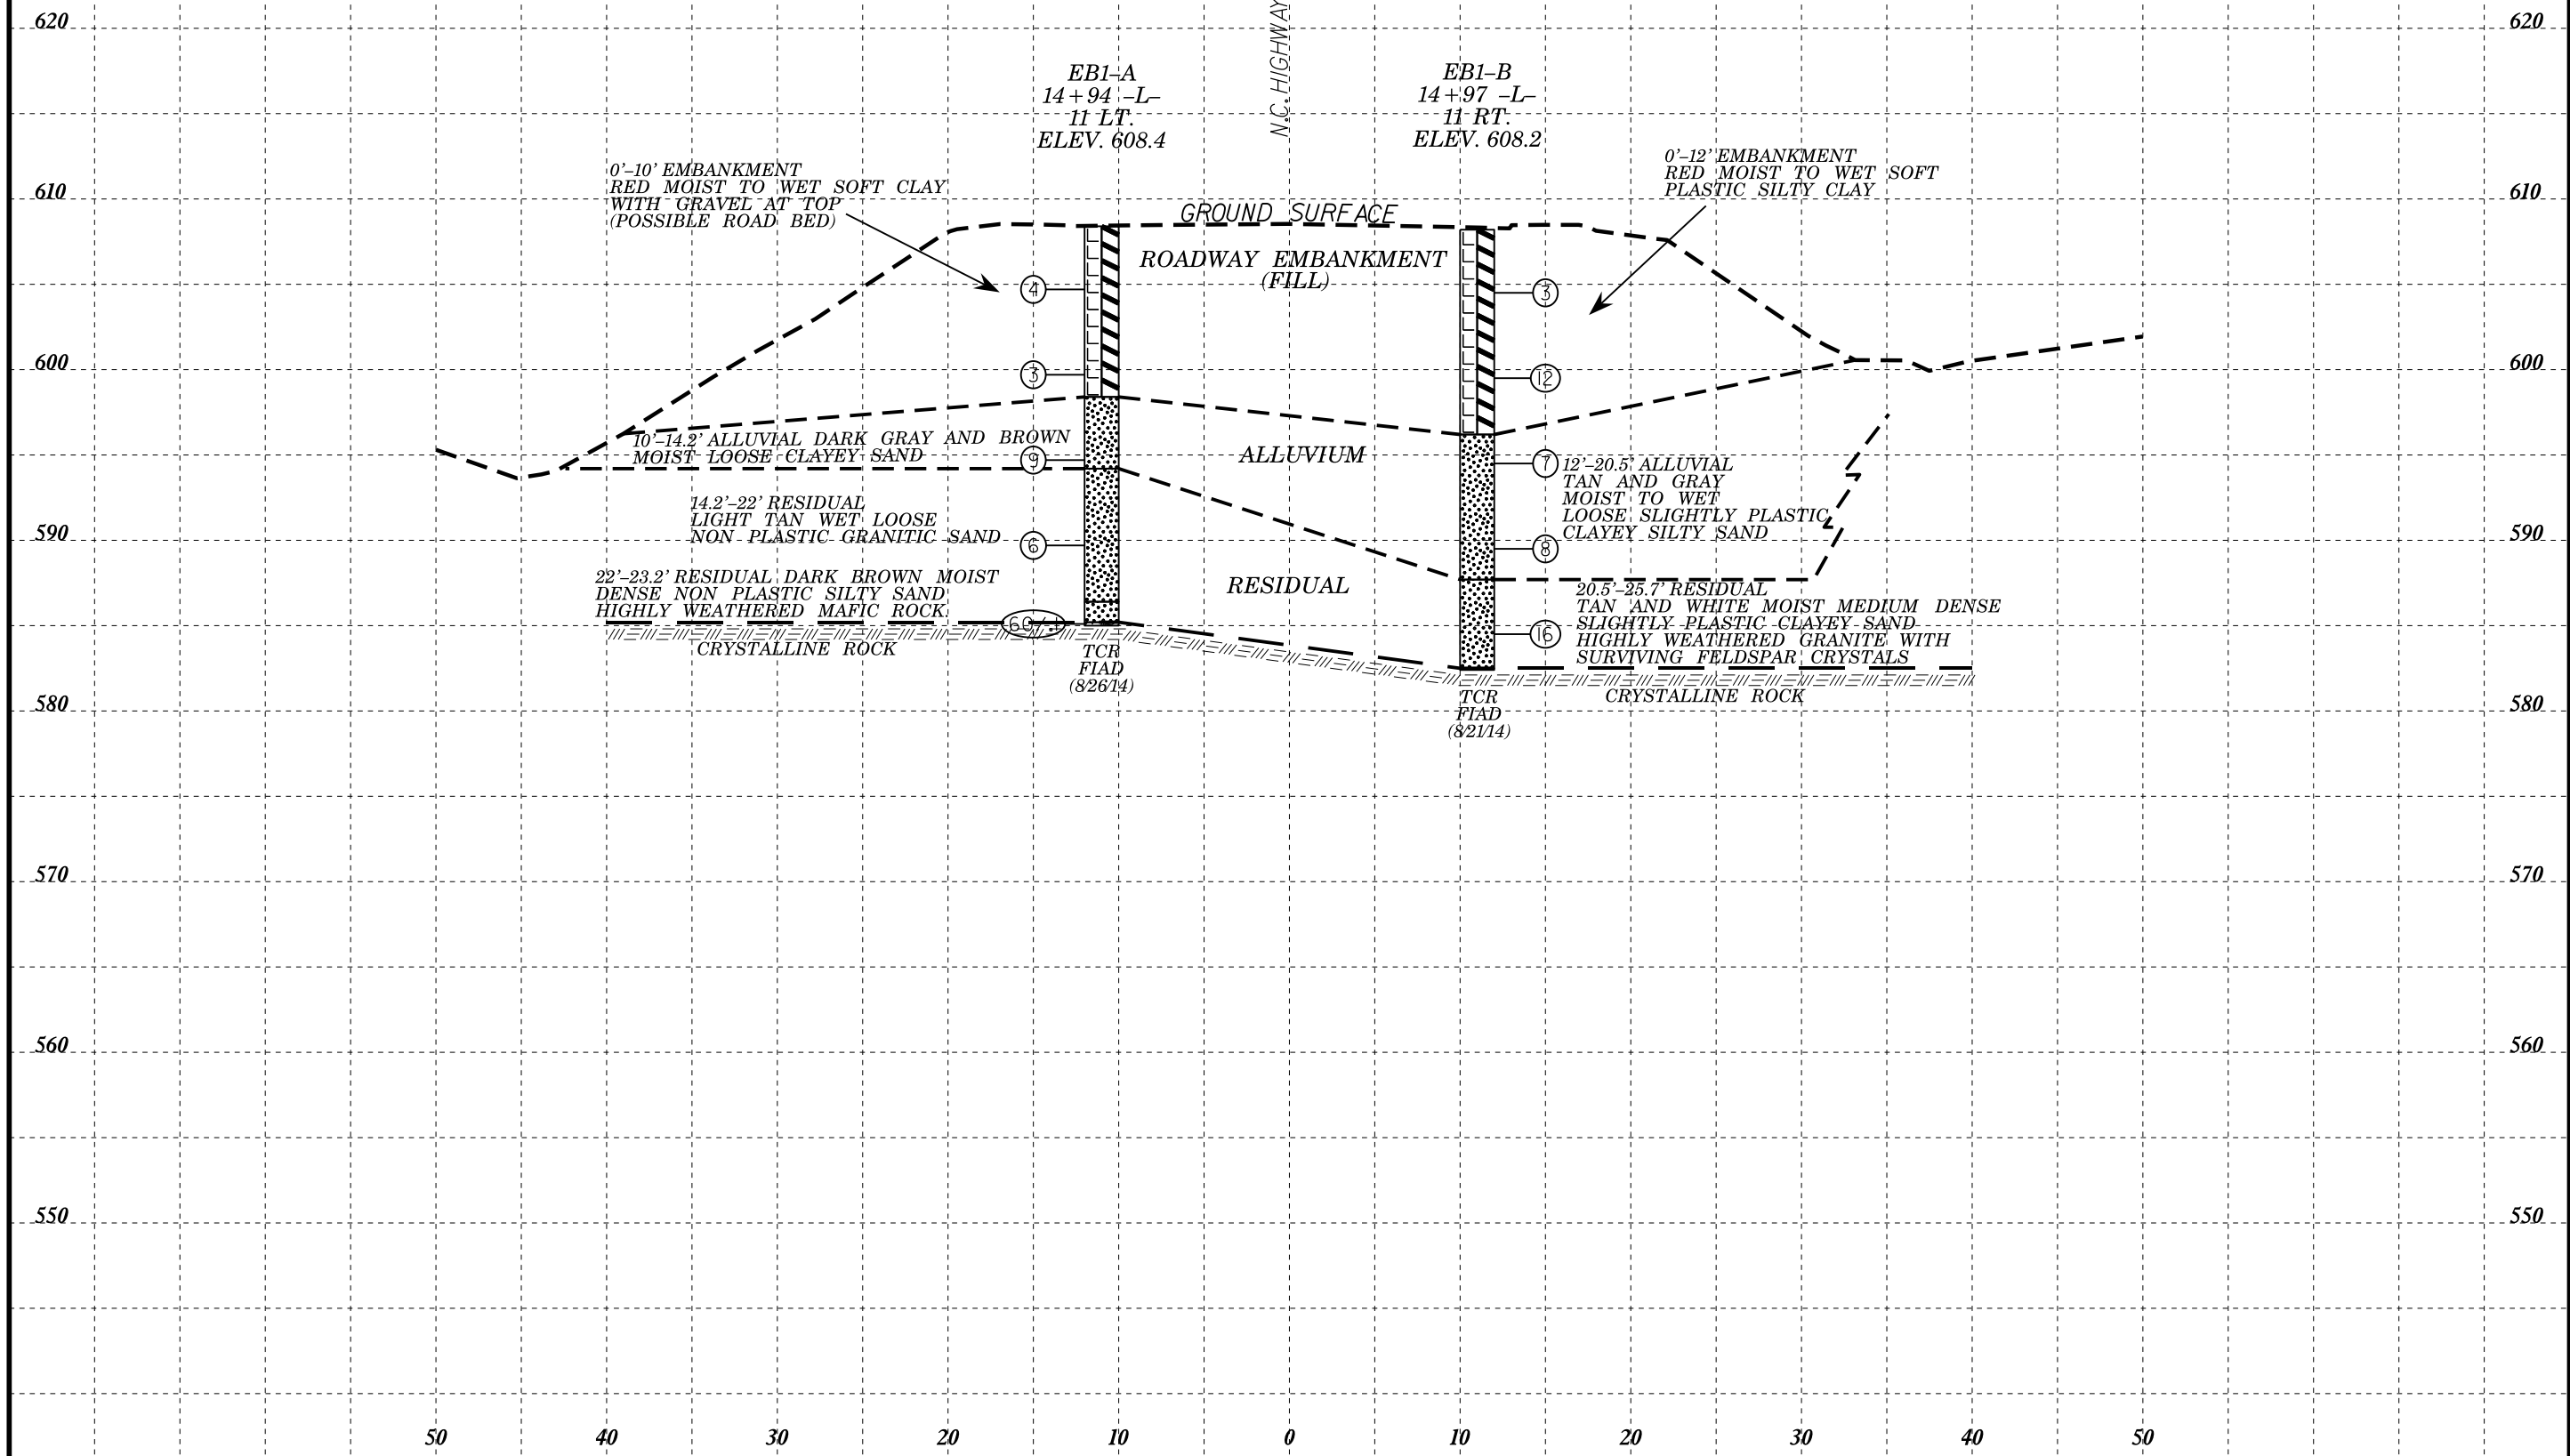 620
620
N.C. HIGHWAY
EB1-A
14+94 -L-
11 LT.
ELEV. 608.4
EB1-B
14+97 -L-
11 RT.
ELEV. 608.2
0'-10' EMBANKMENT
RED MOIST TO WET SOFT CLAY
WITH GRAVEL AT TOP
(POSSIBLE ROAD BED)
0'-12' EMBANKMENT
RED MOIST TO WET SOFT
PLASTIC SILTY CLAY
610
610
GROUND SURFACE
ROADWAY EMBANKMENT
(FILL)
4
3
600
600
3
12
10'-14.2' ALLUVIAL DARK GRAY AND BROWN
MOIST LOOSE CLAYEY SAND
9
ALLUVIUM
7
12'-20.5' ALLUVIAL
TAN AND GRAY
MOIST TO WET
LOOSE SLIGHTLY PLASTIC
CLAYEY SILTY SAND
14.2'-22' RESIDUAL
LIGHT TAN WET LOOSE
NON PLASTIC GRANITIC SAND
590
590
6
8
22'-23.2' RESIDUAL DARK BROWN MOIST
DENSE NON PLASTIC SILTY SAND
HIGHLY WEATHERED MAFIC ROCK
RESIDUAL
20.5'-25.7' RESIDUAL
TAN AND WHITE MOIST MEDIUM DENSE
SLIGHTLY PLASTIC CLAYEY SAND
HIGHLY WEATHERED GRANITE WITH
SURVIVING FELDSPAR CRYSTALS
60/.1
16
CRYSTALLINE ROCK
TCR
FIAD
(8/26/14)
CRYSTALLINE ROCK
TCR
FIAD
(8/21/14)
580
580
570
570
560
560
550
550
50 40 30 20 10 0 10 20 30 40 50